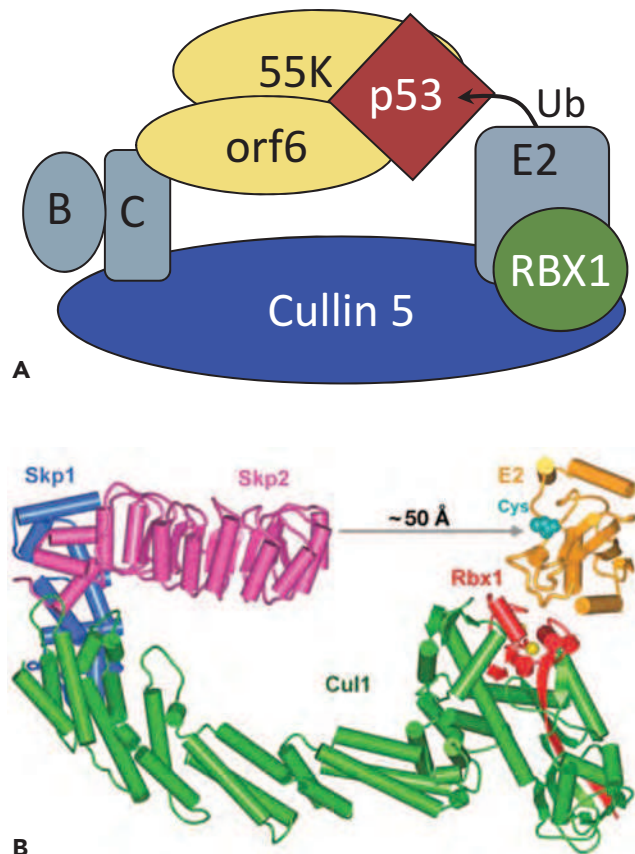 55K
p53
Ub
orf6
E2
B
C
RBX1
Cullin 5
A
Skp1
Skp2
E2
~50 Å
Cys
Rbx1
Cul1
B